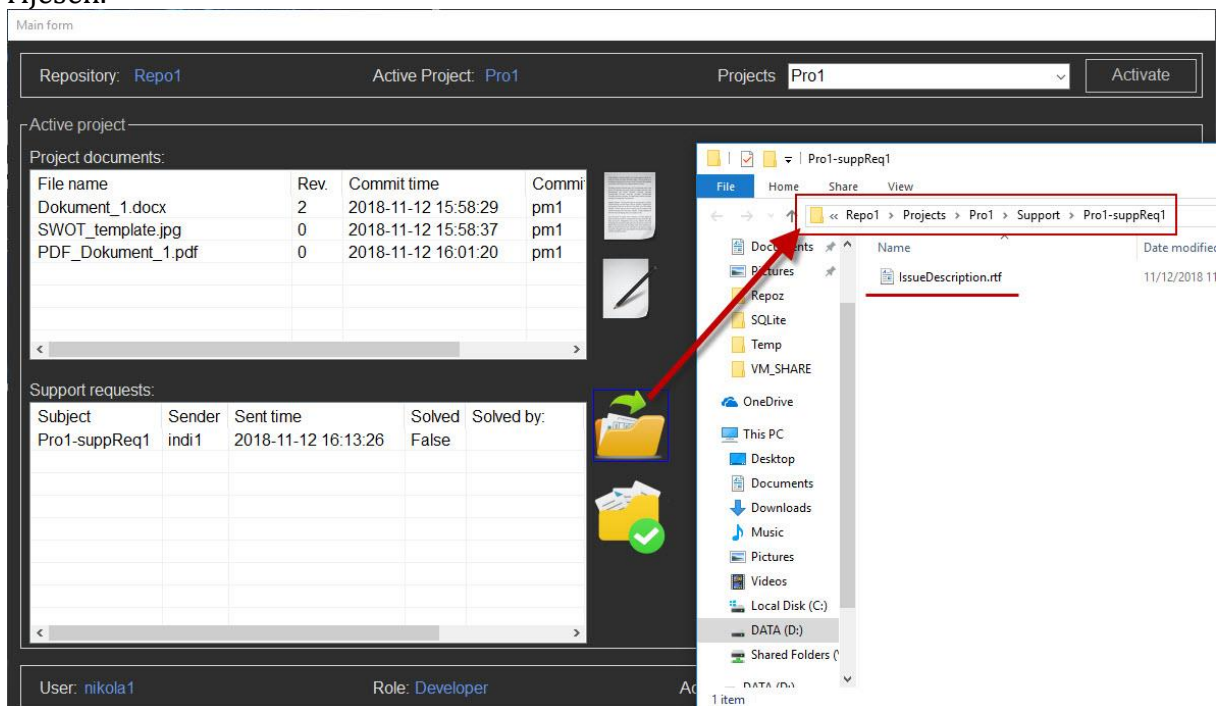 Main form
Repository: Repo1 Active Project: Pro1 Projects Pro1 Activate
Active project
Project documents:
File name Rev. Commit time Commi
Dokument_1.docx 2 2018-11-12 15:58:29 pm1
SWOT_template.jpg 0 2018-11-12 15:58:37 pm1
PDF_Dokument_1.pdf 0 2018-11-12 16:01:20 pm1
Support requests:
Subject Sender Sent time Solved Solved by:
Pro1-suppReq1 indi1 2018-11-12 16:13:26 False
User: nikola1 Role: Developer Ac
Pro1-suppReq1
File Home Share View
« Repo1 > Projects > Pro1 > Support > Pro1-suppReq1
Name Date modified
IssueDescription.rtf 11/12/2018 11
Documents
Pictures
Repoz
SQLite
Temp
VM_SHARE
OneDrive
This PC
Desktop
Documents
Downloads
Music
Pictures
Videos
Local Disk (C:)
DATA (D:)
Shared Folders (
DATA (D:)
1 item